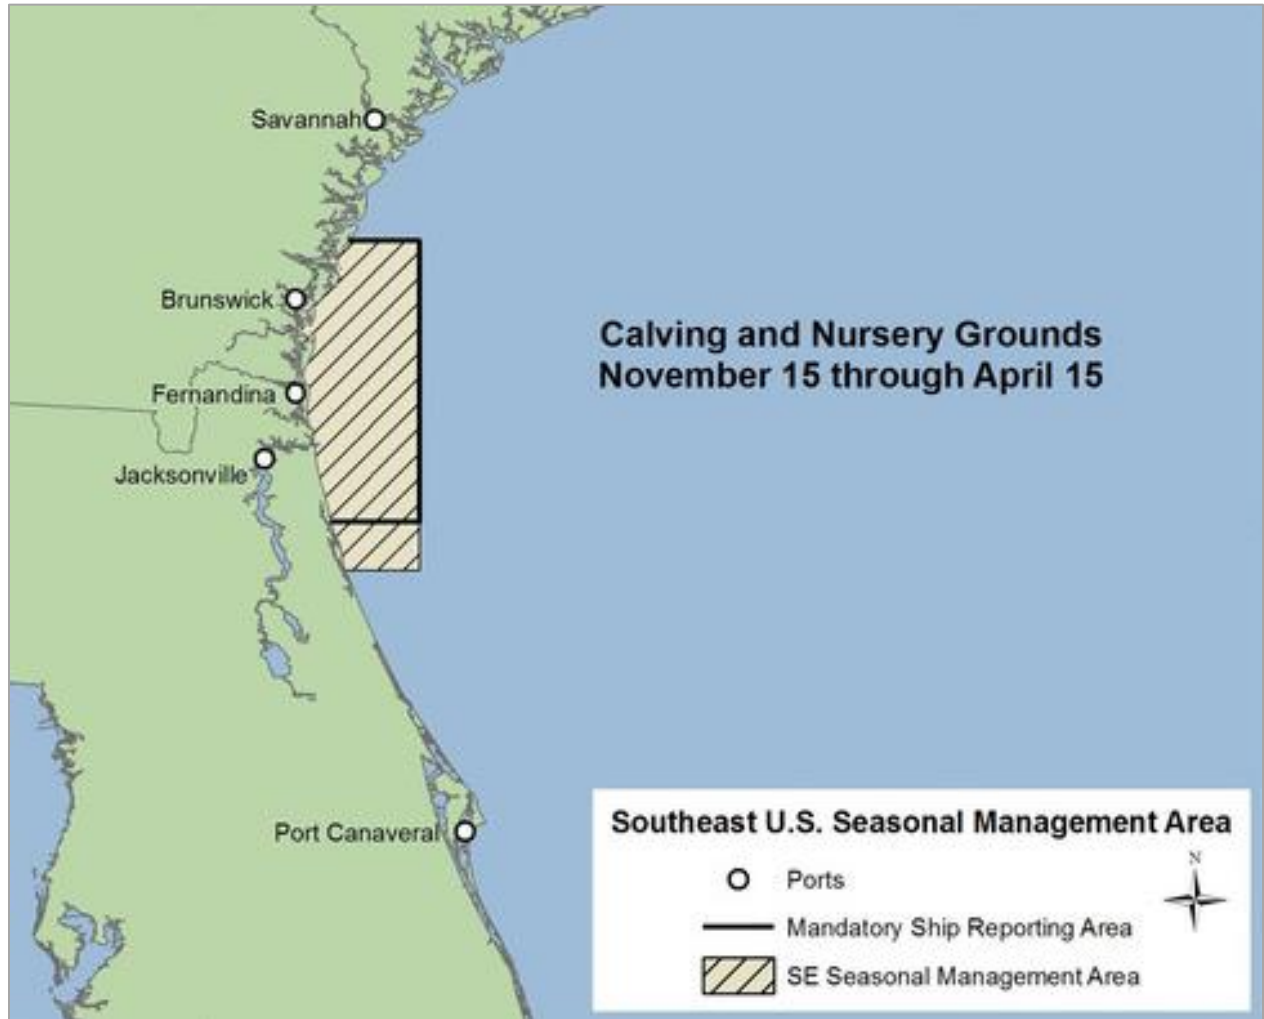 Savannah
Brunswick
Calving and Nursery Grounds
November 15 through April 15
Fernandina
Jacksonville
Port Canaveral
Southeast U.S. Seasonal Management Area
N
Ports
Mandatory Ship Reporting Area
SE Seasonal Management Area